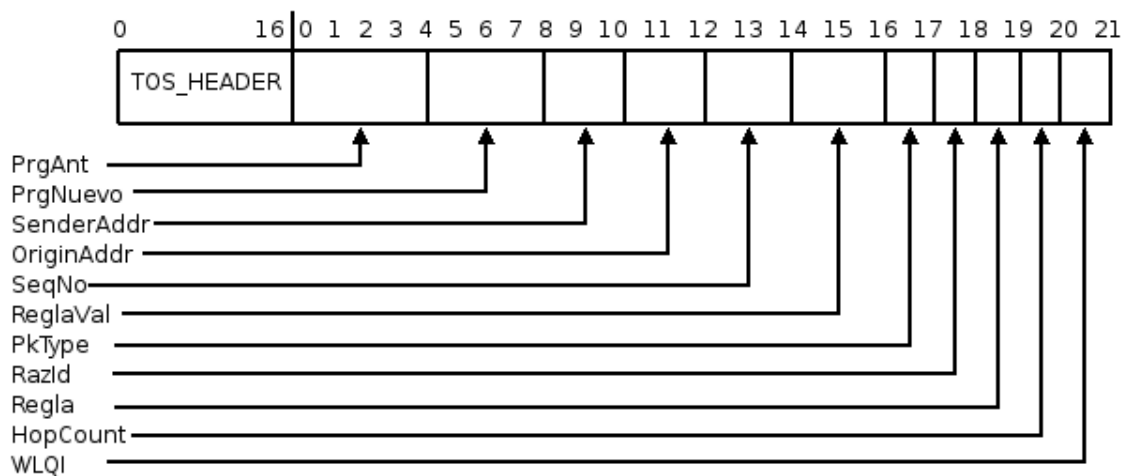 0 16 0 1 2 3 4 5 6 7 8 9 10 11 12 13 14 15 16 17 18 19 20 21
TOS_HEADER
PrgAnt
PrgNuevo
SenderAddr
OriginAddr
SeqNo
ReglaVal
PkType
RazId
Regla
HopCount
WLQI